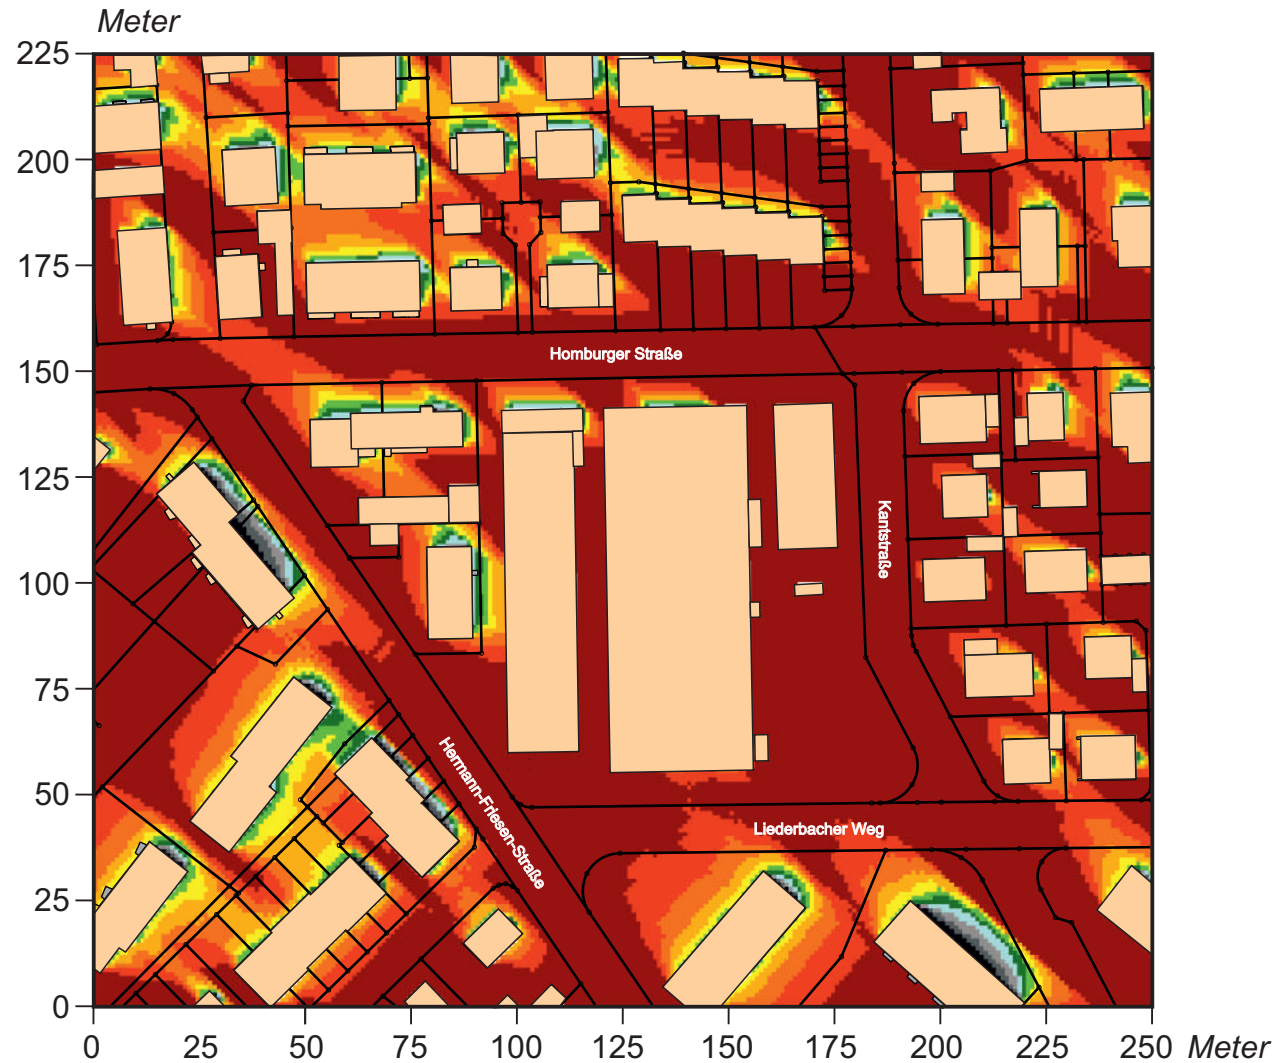 Meter
225
200
175
150
125
100
75
50
25
0
Homburger Straße
Kantstraße
Hermann-Friesen-Straße
Liederbacher Weg
0 25 50 75 100 125 150 175 200 225 250 Meter